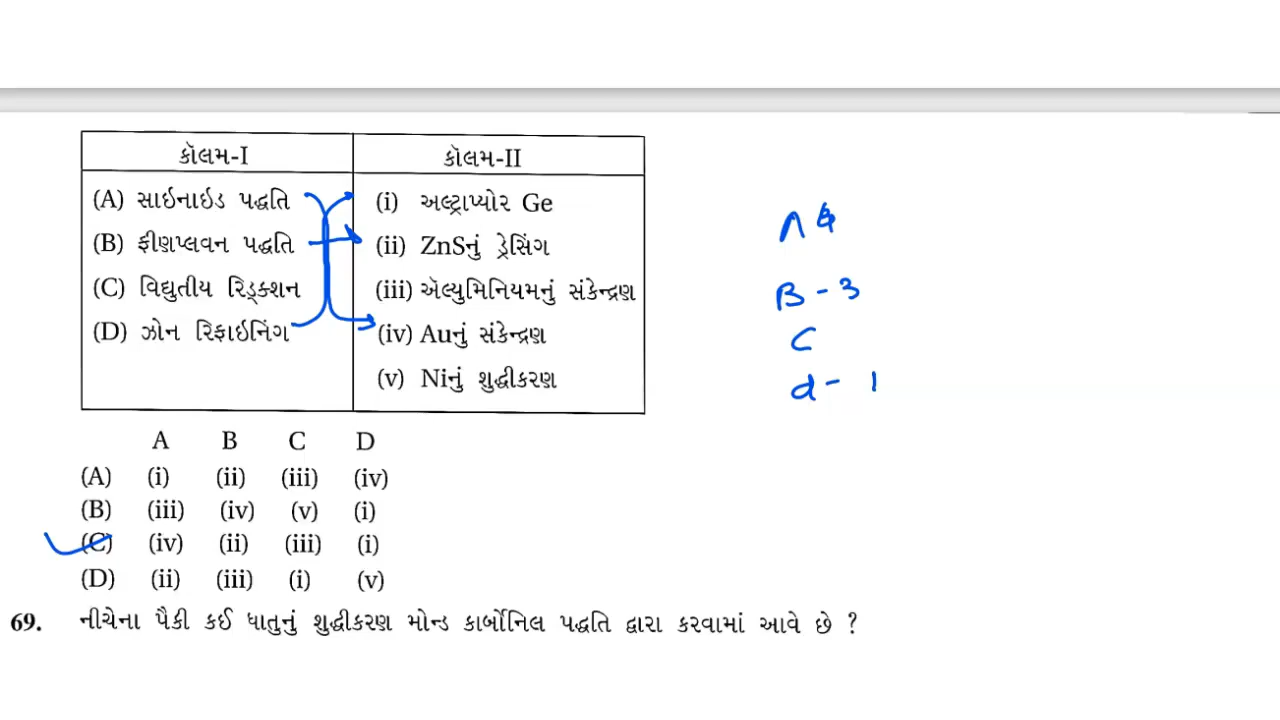 કૉલમ-I કૉલમ-II
(A) સાઇનાઇડ પદ્ધતિ (i) અલ્ટ્રાપ્યોર Ge
(B) ફીણપ્લવન પદ્ધતિ (ii) ZnSનું ડ્રેસિંગ
(C) વિદ્યુતીય રિડ્ક્શન (iii) ઍલ્યુમિનિયમનું સંકેન્દ્રણ
(D) ઝોન રિફાઇનિંગ (iv) Auનું સંકેન્દ્રણ
(v) Niનું શુદ્ધીકરણ
A
B - 3
C
d - 1
A B C D
(A) (i) (ii) (iii) (iv)
(B) (iii) (iv) (v) (i)
(C) (iv) (ii) (iii) (i)
(D) (ii) (iii) (i) (v)
69. નીચેના પૈકી કઈ ધાતુનું શુદ્ધીકરણ મોન્ડ કાર્બોનિલ પદ્ધતિ દ્વારા કરવામાં આવે છે ?